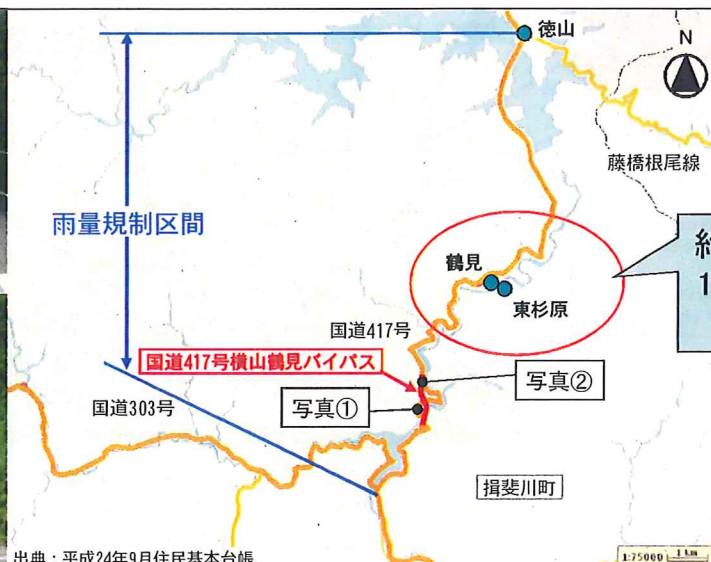 徳山
N
藤橋根尾線
雨量規制区間
鶴見
東杉原
1
国道417号
国道417号横山鶴見バイパス
写真②
国道303号
写真①
揖斐川町
出典：平成24年9月住民基本台帳
1:75000 1km